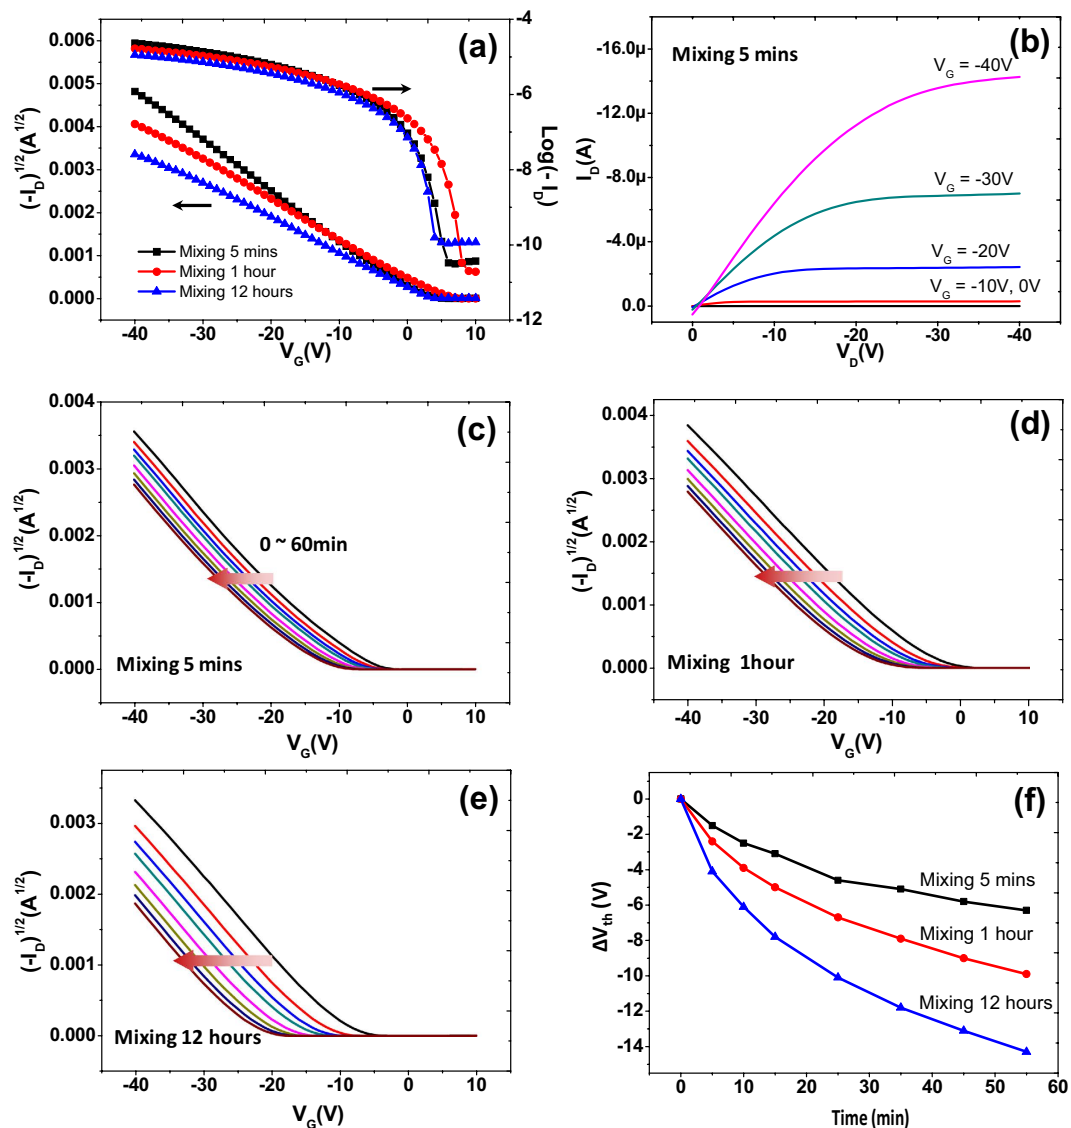 (a)
0.006
0.005
0.004
0.003
0.002
0.001
0.000
(-I_D)^1/2(A^1/2)
-4
-6
-8
-10
-12
Log(-I_D)
Mixing 5 mins
Mixing 1 hour
Mixing 12 hours
-40 -30 -20 -10 0 10
V_G(V)
(b)
Mixing 5 mins
-16.0μ
-12.0μ
-8.0μ
-4.0μ
0.0
I_D(A)
V_G = -40V
V_G = -30V
V_G = -20V
V_G = -10V, 0V
0 -10 -20 -30 -40
V_D(V)
(c)
0.004
0.003
0.002
0.001
0.000
(-I_D)^1/2(A^1/2)
0 ~ 60min
Mixing 5 mins
-40 -30 -20 -10 0 10
V_G(V)
(d)
0.004
0.003
0.002
0.001
0.000
(-I_D)^1/2(A^1/2)
Mixing 1hour
-40 -30 -20 -10 0 10
V_G(V)
(e)
0.003
0.002
0.001
0.000
(-I_D)^1/2(A^1/2)
Mixing 12 hours
-40 -30 -20 -10 0 10
V_G(V)
(f)
0
-2
-4
-6
-8
-10
-12
-14
ΔV_th (V)
Mixing 5 mins
Mixing 1 hour
Mixing 12 hours
0 10 20 30 40 50 60
Time (min)